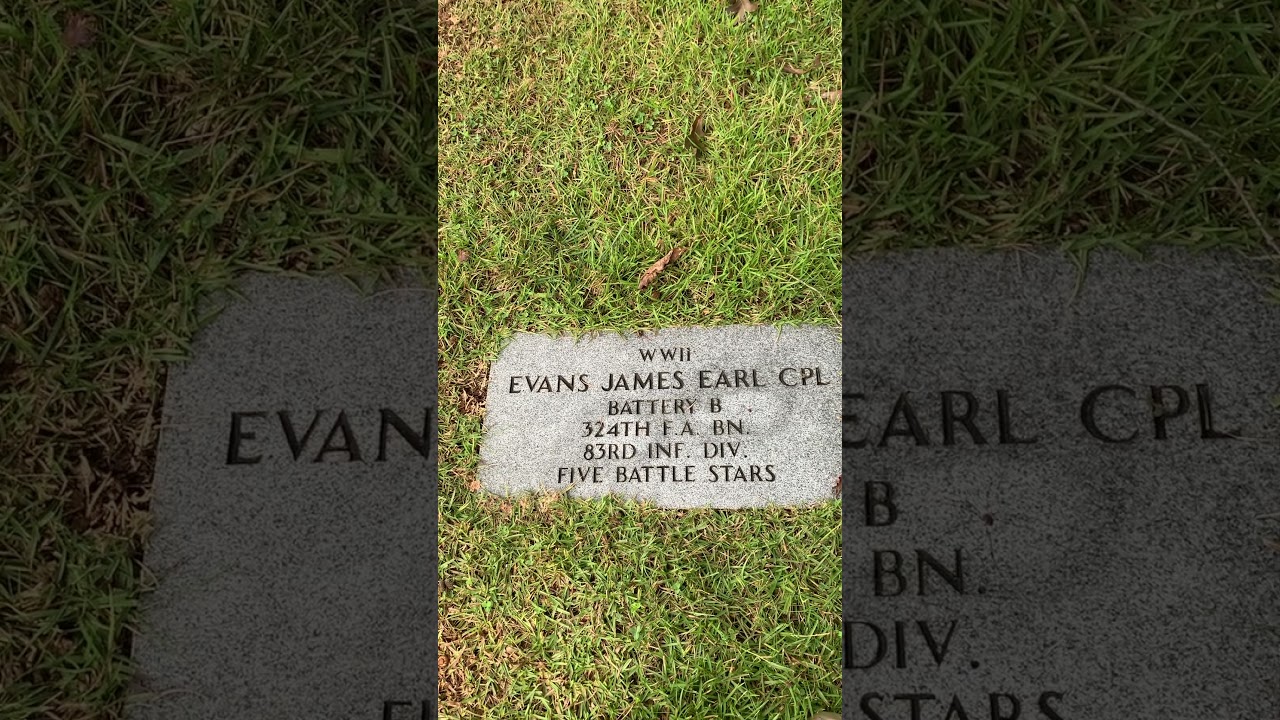 WWII
EVANS JAMES EARL CPL
BATTERY B
324TH F.A. BN.
83RD INF. DIV.
FIVE BATTLE STARS